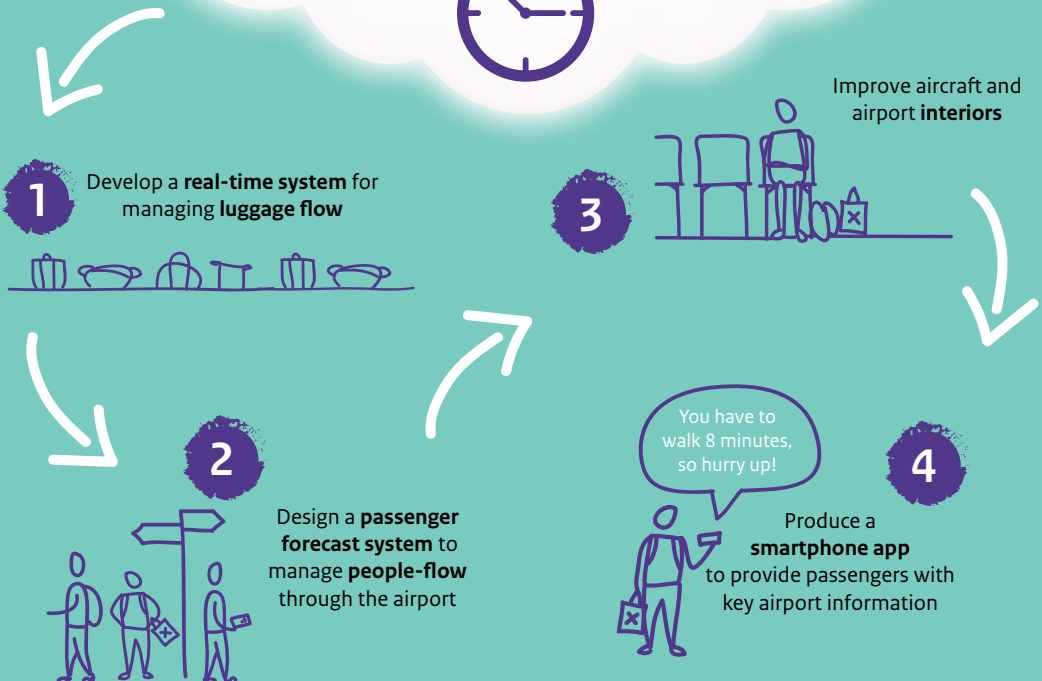 1
Develop a real-time system for
managing luggage flow
2
Design a passenger
forecast system to
manage people-flow
through the airport
3
Improve aircraft and
airport interiors
4
You have to
walk 8 minutes,
so hurry up!
Produce a
smartphone app
to provide passengers with
key airport information